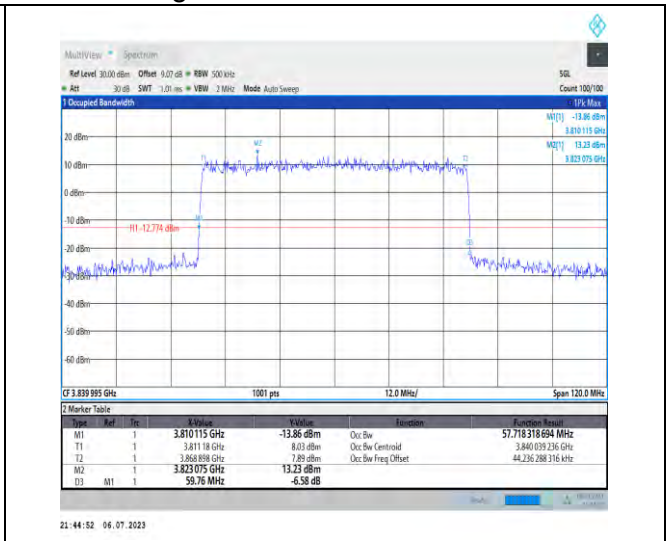 MultiView Spectrum
Ref Level 30.00 dBm Offset 9.07 dB RBW 500 kHz SGL
Att 30 dB SWT 1.01 ms VBW 2 MHz Mode Auto Sweep Count 100/100
1 Occupied Bandwidth 1Pk Max
M1[1] -13.86 dBm
3.810 115 GHz
M2[1] 13.23 dBm
3.823 075 GHz
20 dBm
M2
T1 T2
10 dBm
0 dBm
-10 dBm
M1
H1 -12.774 dBm
-20 dBm
D3
-30 dBm
-40 dBm
-50 dBm
-60 dBm
CF 3.839 995 GHz 1001 pts 12.0 MHz/ Span 120.0 MHz
2 Marker Table
Type Ref Trc X-Value Y-Value Function Function Result
M1 1 3.810 115 GHz -13.86 dBm Occ Bw 57.718 318 694 MHz
T1 1 3.811 18 GHz 8.03 dBm Occ Bw Centroid 3.840 039 236 GHz
T2 1 3.868 898 GHz 7.89 dBm Occ Bw Freq Offset 44.236 288 316 kHz
M2 1 3.823 075 GHz 13.23 dBm
D3 M1 1 59.76 MHz -6.58 dB
21:44:52 06.07.2023